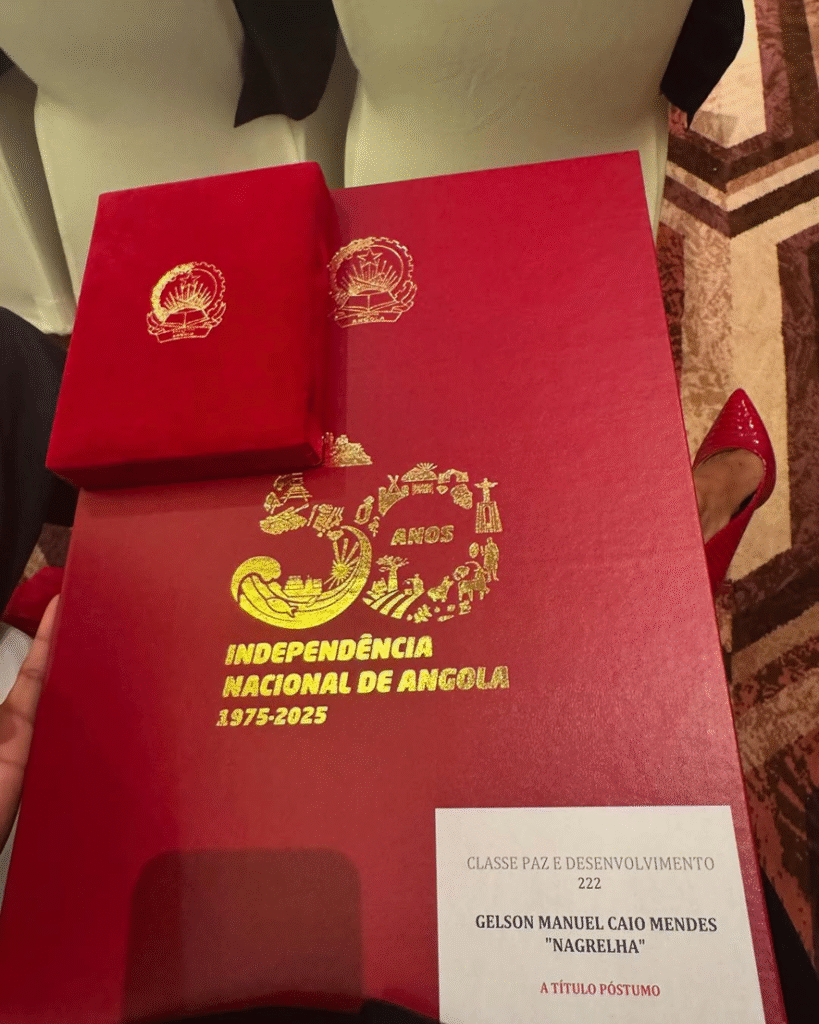 ANGOLA
50
ANOS
INDEPENDÊNCIA
NACIONAL DE ANGOLA
1975-2025
CLASSE PAZ E DESENVOLVIMENTO
222
GELSON MANUEL CAIO MENDES
"NAGRELHA"
A TÍTULO PÓSTUMO